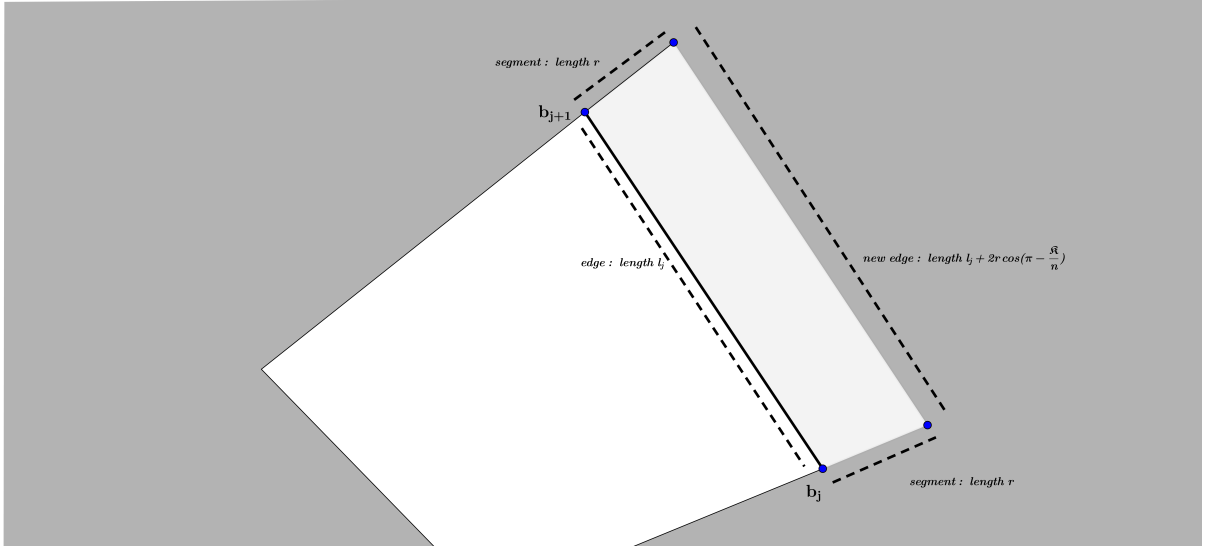 segment : length r
b_{j+1}
edge : length l_j
new edge : length l_j + 2r cos(π − 𝔎/n)
b_j
segment : length r